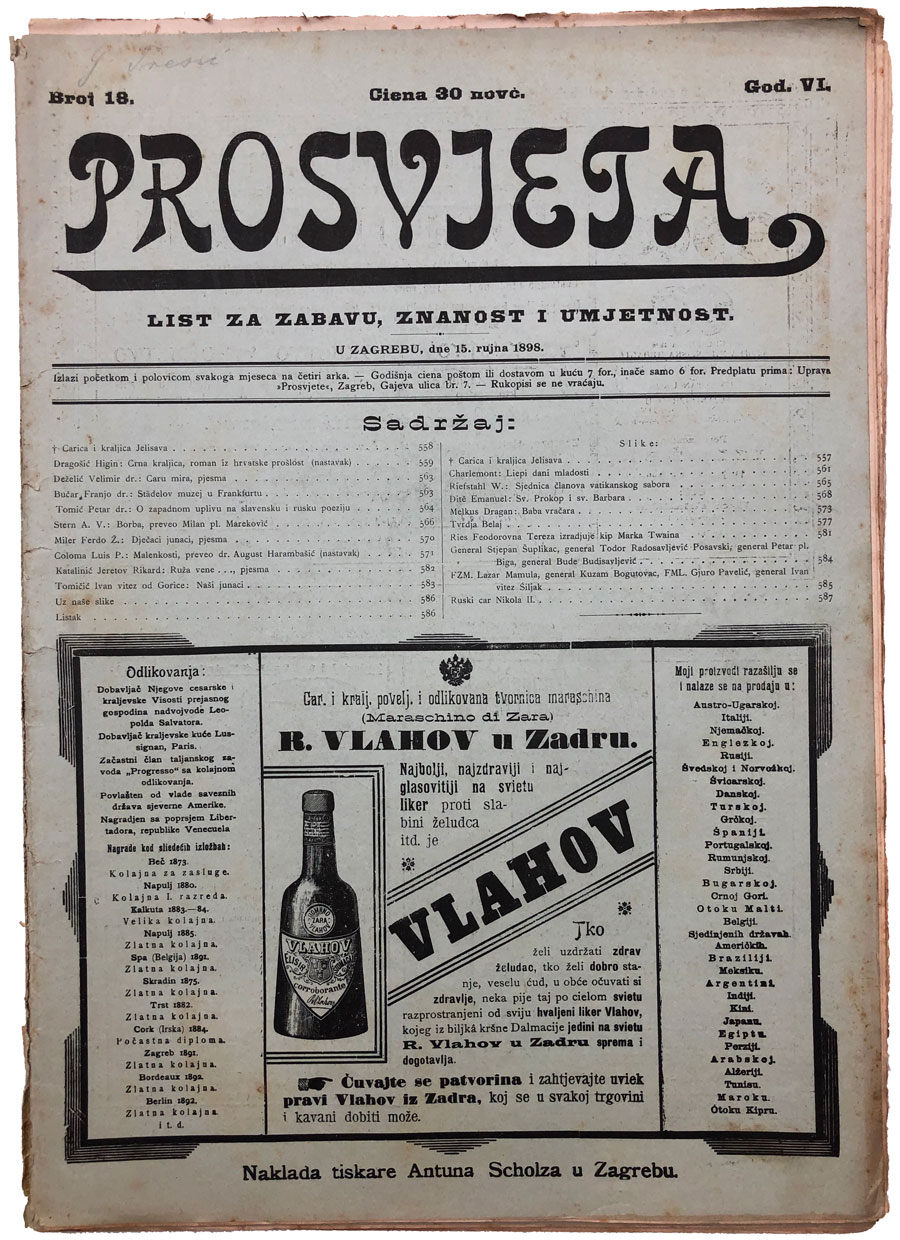 Broj 18.
Ciena 30 novč.
God. VI.
PROSVJETA
LIST ZA ZABAVU, ZNANOST I UMJETNOST.
U ZAGREBU, dne 15. rujna 1898.
Izlazi početkom i polovicom svakoga mjeseca na četiri arka. — Godišnja ciena poštom ili dostavom u kuću 7 for., inače samo 6 for. Predplatu prima: Uprava
»Prosvjete«, Zagreb, Gajeva ulica br. 7. — Rukopisi se ne vraćaju.
Sadržaj:
† Carica i kraljica Jelisava 558
Dragošić Higin: Crna kraljica, roman iz hrvatske prošlosti (nastavak) 559
Deželić Velimir dr.: Caru mira, pjesma 563
Bučar Franjo dr.: Städelov muzej u Frankfurtu 563
Tomić Petar dr.: O zapadnom uplivu na slavensku i rusku poeziju 564
Stern A. V.: Borba, preveo Milan pl. Mareković 566
Miler Ferdo Ž.: Dječaci junaci, pjesma 570
Coloma Luis P.: Malenkosti, preveo dr. August Harambašić (nastavak) 571
Katalinić Jeretov Rikard: Ruža vene . . ., pjesma 582
Tomičić Ivan vitez od Gorice: Naši junaci 583
Uz naše slike 586
Listak 586
Slike:
† Carica i kraljica Jelisava 557
Charlemont: Liepi dani mladosti 561
Riefstahl W.: Sjednica članova vatikanskog sabora 565
Ditě Emanuel: Sv. Prokop i sv. Barbara 568
Melkus Dragan: Baba vračara 573
Tvrdja Belaj 577
Ries Feodorovna Tereza izradjuje kip Marka Twaina 581
General Stjepan Šuplikac, general Todor Radosavljević Posavski, general Petar pl.
Biga, general Bude Budisavljević 584
FZM. Lazar Mamula, general Kuzam Bogutovac, FML. Gjuro Pavelić, general Ivan
vitez Šiljak 585
Ruski car Nikola II. 587
Odlikovanja:
Dobavljač Njegove cesarske i
kraljevske Visosti prejasnog
gospodina nadvojvode Leo-
polda Salvatora.
Dobavljač kraljevske kuće Lus-
signan, Paris.
Začastni član taljanskog za-
voda „Progresso“ sa kolajnom
odlikovanja.
Povlašten od vlade saveznih
država sjeverne Amerike.
Nagradjen sa poprsjem Liber-
tadora, republike Venecuela
Nagrade kod sliedećih izložbah:
Beč 1873.
Kolajna za zasluge.
Napulj 1880.
Kolajna I. razreda.
Kalkuta 1883.—84.
Velika kolajna.
Napulj 1885.
Zlatna kolajna.
Spa (Belgija) 1891.
Zlatna kolajna.
Skradin 1875.
Zlatna kolajna.
Trst 1882.
Zlatna kolajna.
Cork (Irska) 1884.
Počastna diploma.
Zagreb 1891.
Zlatna kolajna.
Bordeaux 1892.
Zlatna kolajna.
Berlin 1892.
Zlatna kolajna
i t. d.
Car. i kralj. povelj. i odlikovana tvornica maraschina
(Maraschino di Zara)
R. VLAHOV u Zadru.
Najbolji, najzdraviji i naj-
glasovitiji na svietu
liker proti sla-
bini želudca
itd. je
VLAHOV
ROMANO
ZARA
VLAHOV
VLAHOV
ELISIR
corroborante
Tko
želi uzdržati zdrav
želudac, tko želi dobro sta-
nje, veselu ćud, u obće očuvati si
zdravlje, neka pije taj po cielom svietu
razprostranjeni od sviju hvaljeni liker Vlahov,
kojeg iz biljkâ kršne Dalmacije jedini na svietu
R. Vlahov u Zadru sprema i
dogotavlja.
Čuvajte se patvorina i zahtjevajte uviek
pravi Vlahov iz Zadra, koj se u svakoj trgovini
i kavani dobiti može.
Moji proizvodi razašilju se
i nalaze se na prodaju u:
Austro-Ugarskoj.
Italiji.
Njemačkoj.
Englezkoj.
Rusiji.
Švedskoj i Norvožkoj.
Švicarskoj.
Danskoj.
Turskoj.
Grčkoj.
Španiji.
Portugalskoj.
Rumunjskoj.
Srbiji.
Bugarskoj.
Crnoj Gori.
Otoku Malti.
Belgiji.
Sjedinjenih državah.
Američkih.
Braziliji.
Meksiku.
Argentini.
Indiji.
Kini.
Japanu.
Egiptu.
Perziji.
Arabskoj.
Alžeriji.
Tunisu.
Maroku.
Otoku Kipru.
Naklada tiskare Antuna Scholza u Zagrebu.